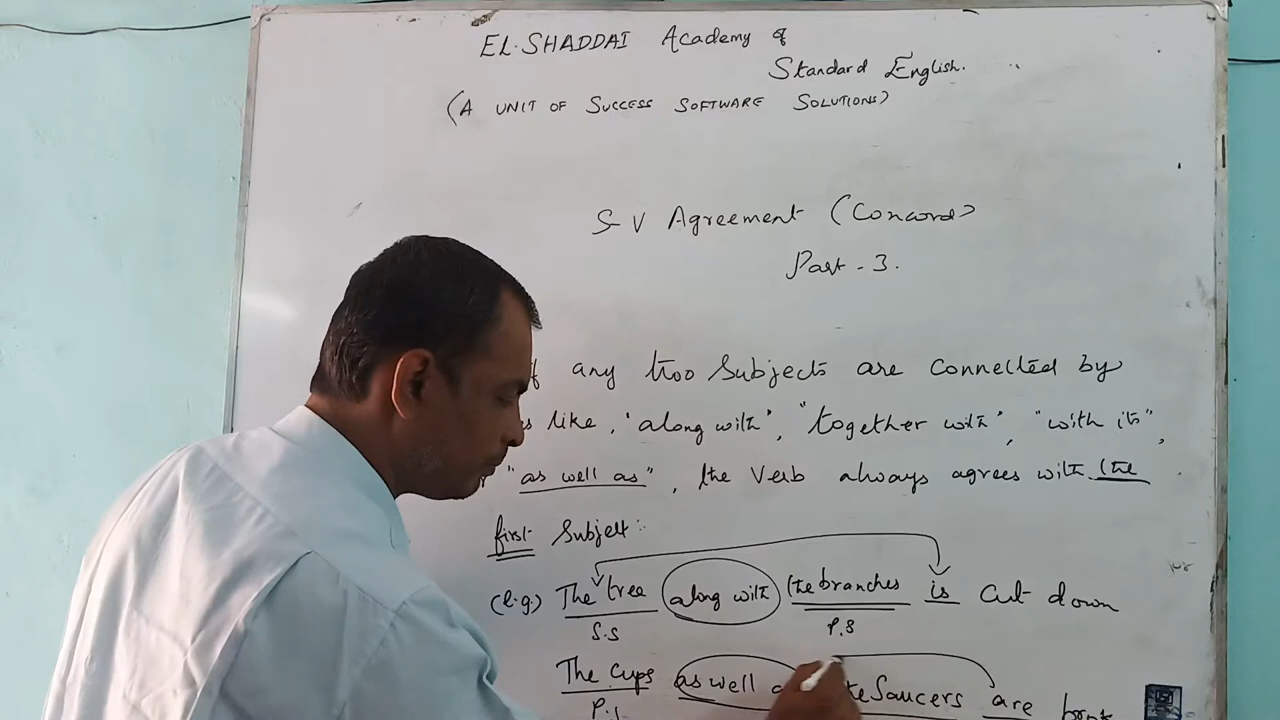 EL.SHADDAI Academy of
Standard English.
(A UNIT OF SUCCESS SOFTWARE SOLUTIONS)
S V Agreement (Concord)
Part - 3.
any two Subjects are connected by
like, "along with", "together with", "with it",
"as well as", the Verb always agrees with the
first Subject:
(e.g) The tree along with the branches is cut down
S.S P.S
The Cups as well Saucers are